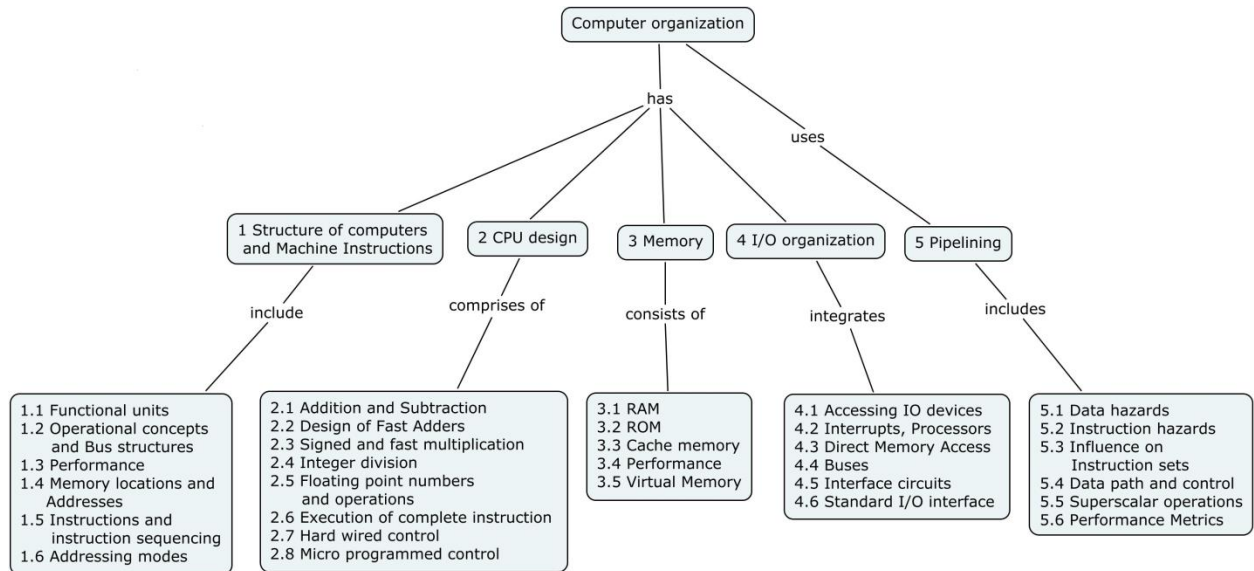 Computer organization
has
uses
1 Structure of computers
and Machine Instructions
2 CPU design
3 Memory
4 I/O organization
5 Pipelining
include
comprises of
consists of
integrates
includes
1.1 Functional units
1.2 Operational concepts
and Bus structures
1.3 Performance
1.4 Memory locations and
Addresses
1.5 Instructions and
instruction sequencing
1.6 Addressing modes
2.1 Addition and Subtraction
2.2 Design of Fast Adders
2.3 Signed and fast multiplication
2.4 Integer division
2.5 Floating point numbers
and operations
2.6 Execution of complete instruction
2.7 Hard wired control
2.8 Micro programmed control
3.1 RAM
3.2 ROM
3.3 Cache memory
3.4 Performance
3.5 Virtual Memory
4.1 Accessing IO devices
4.2 Interrupts, Processors
4.3 Direct Memory Access
4.4 Buses
4.5 Interface circuits
4.6 Standard I/O interface
5.1 Data hazards
5.2 Instruction hazards
5.3 Influence on
Instruction sets
5.4 Data path and control
5.5 Superscalar operations
5.6 Performance Metrics